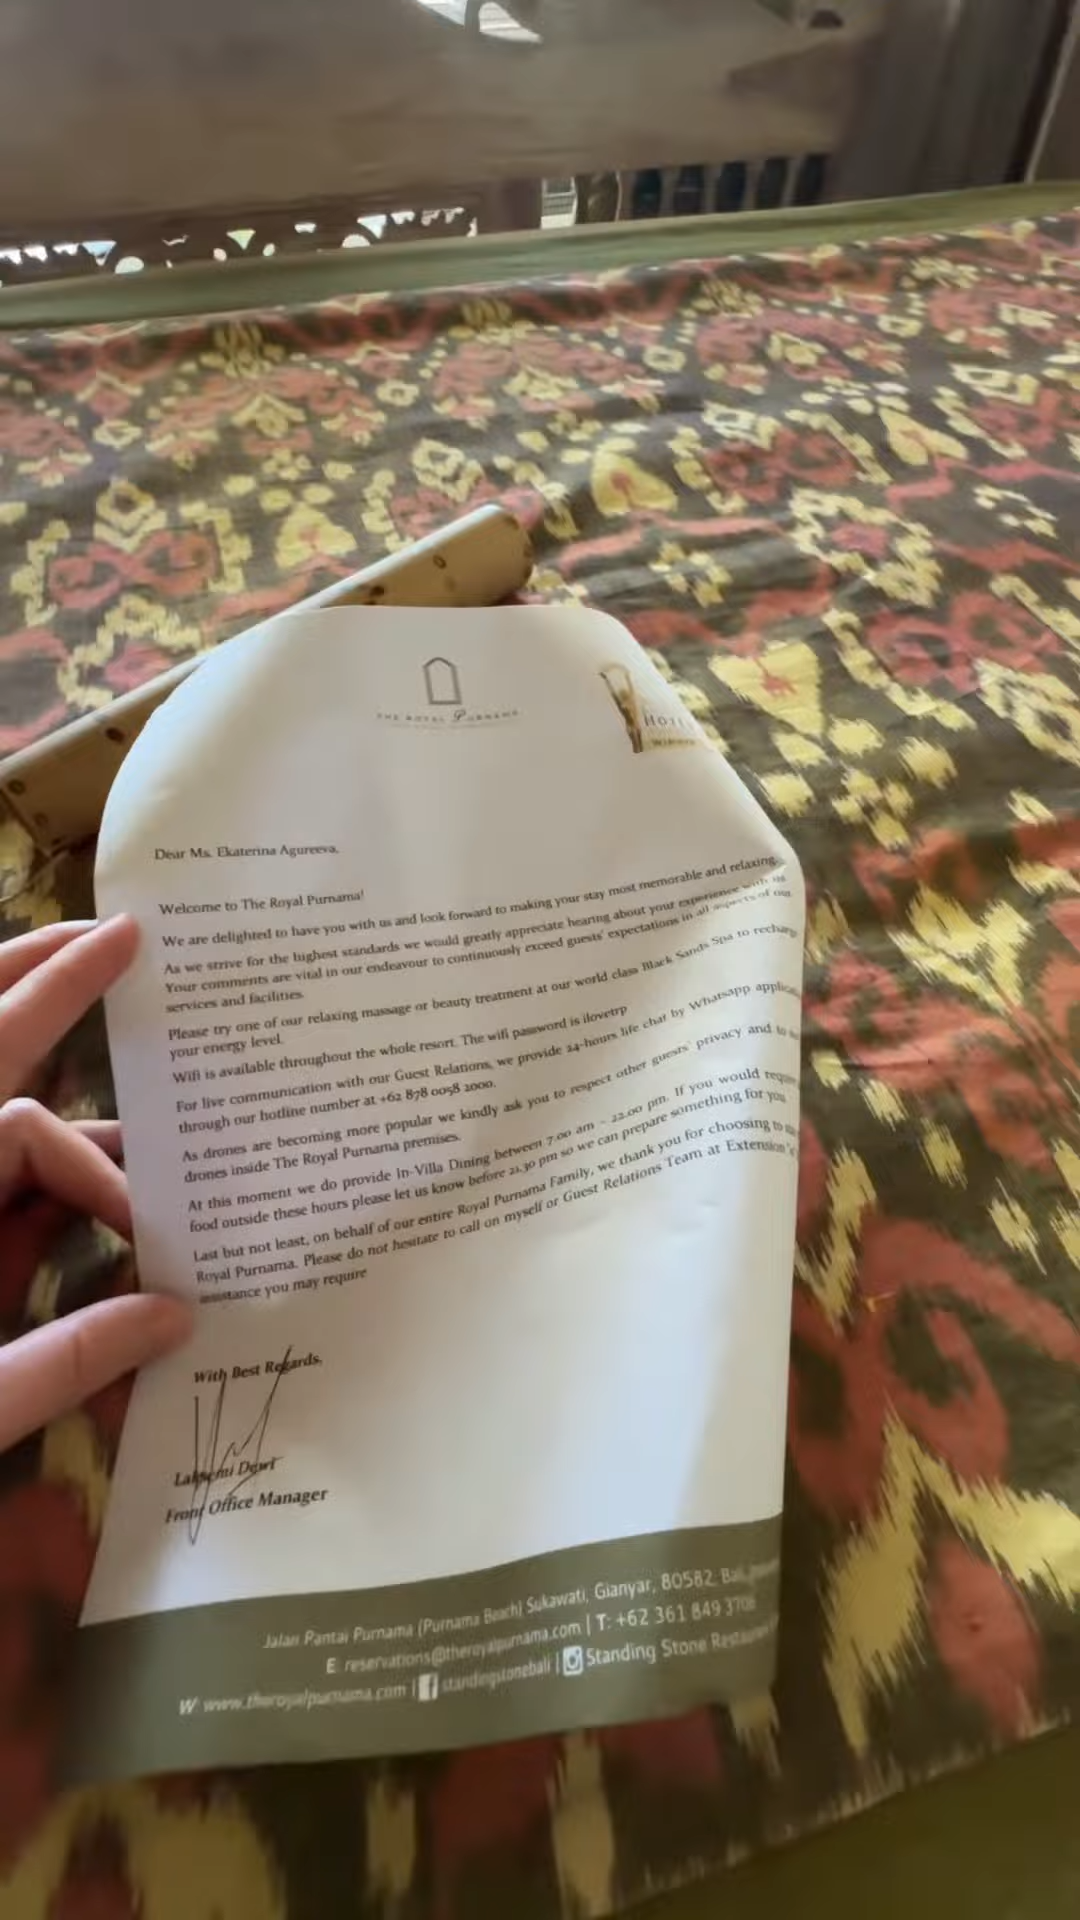 THE ROYAL PURNAMA
HOTEL
Dear Ms. Ekaterina Agureeva,
Welcome to The Royal Purnama!
We are delighted to have you with us and look forward to making your stay most memorable and relaxing.
As we strive for the highest standards we would greatly appreciate hearing about your experience with us.
Your comments are vital in our endeavour to continuously exceed guests' expectations in all aspects of our
services and facilities.
Please try one of our relaxing massage or beauty treatment at our world class Black Sands Spa to recharge
your energy level.
Wifi is available throughout the whole resort. The wifi password is ilovetrp
For live communication with our Guest Relations, we provide 24-hours life chat by Whatsapp
through our hotline number at +62 878 0058 2000.
As drones are becoming more popular we kindly ask you to respect other guests' privacy and to
drones inside The Royal Purnama premises.
At this moment we do provide In-Villa Dining between 7.00 am - 22.00 pm. If you would require
food outside these hours please let us know before 21.30 pm so we can prepare something for you
Last but not least, on behalf of our entire Royal Purnama Family, we thank you for choosing to
Royal Purnama. Please do not hesitate to call on myself or Guest Relations Team at Extension
assistance you may require
With Best Regards,
Laksmi Dewi
Front Office Manager
Jalan Pantai Purnama (Purnama Beach) Sukawati, Gianyar, 80582, Bali,
E: reservations@theroyalpurnama.com | T: +62 361 849 3708
W: www.theroyalpurnama.com | standingstonebali | Standing Stone Restaurant